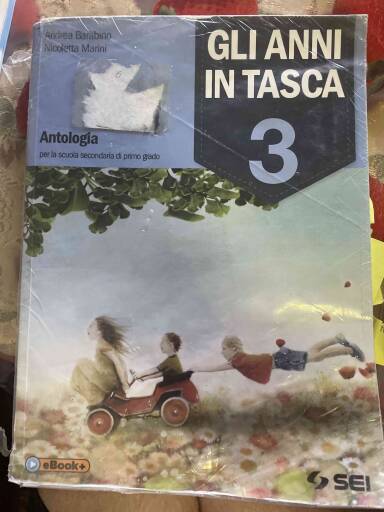 Andrea Barabino
Nicoletta Marini
GLI ANNI
IN TASCA
3
Antologia
per la scuola secondaria di primo grado
eBook+
SEI